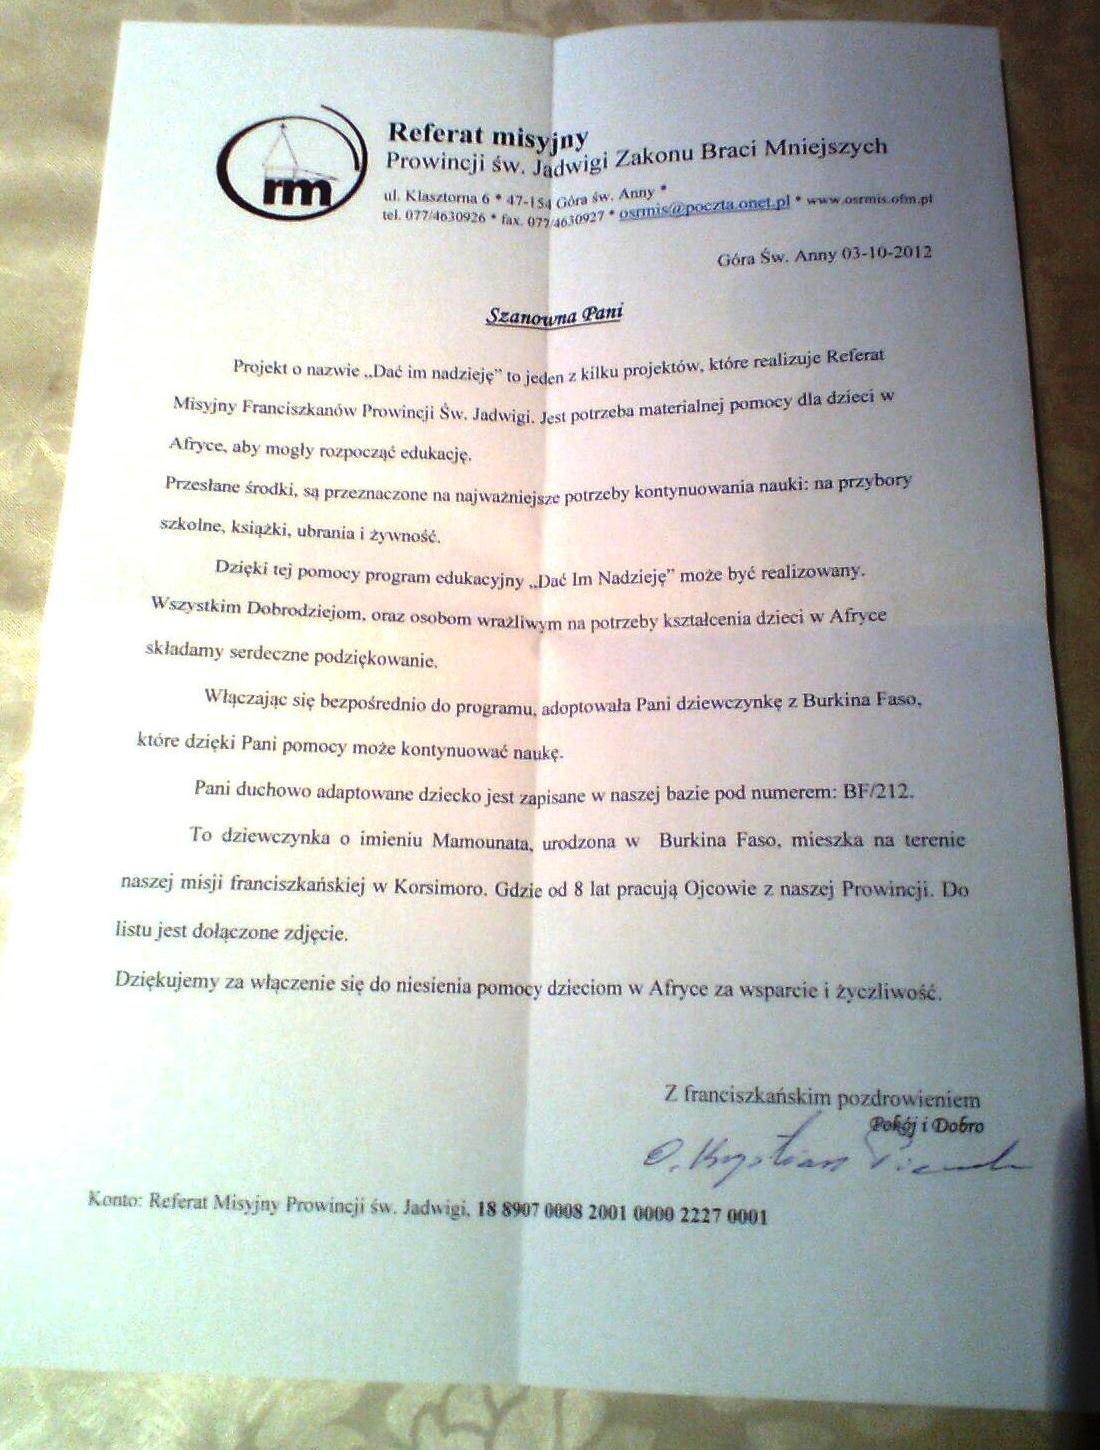 rm
Referat misyjny
Prowincji św. Jadwigi Zakonu Braci Mniejszych
ul. Klasztorna 6 * 47-154 Góra św. Anny *
tel. 077/4630926 * fax. 077/4630927 * osrmis@poczta.onet.pl * www.osrmis.ofm.pl
Góra Św. Anny 03-10-2012
Szanowna Pani
Projekt o nazwie „Dać im nadzieję” to jeden z kilku projektów, które realizuje Referat
Misyjny Franciszkanów Prowincji Św. Jadwigi. Jest potrzeba materialnej pomocy dla dzieci w
Afryce, aby mogły rozpocząć edukację.
Przesłane środki, są przeznaczone na najważniejsze potrzeby kontynuowania nauki: na przybory
szkolne, książki, ubrania i żywność.
Dzięki tej pomocy program edukacyjny „Dać Im Nadzieję” może być realizowany.
Wszystkim Dobrodziejom, oraz osobom wrażliwym na potrzeby kształcenia dzieci w Afryce
składamy serdeczne podziękowanie.
Włączając się bezpośrednio do programu, adoptowała Pani dziewczynkę z Burkina Faso,
które dzięki Pani pomocy może kontynuować naukę.
Pani duchowo adaptowane dziecko jest zapisane w naszej bazie pod numerem: BF/212.
To dziewczynka o imieniu Mamounata, urodzona w Burkina Faso, mieszka na terenie
naszej misji franciszkańskiej w Korsimoro. Gdzie od 8 lat pracują Ojcowie z naszej Prowincji. Do
listu jest dołączone zdjęcie.
Dziękujemy za włączenie się do niesienia pomocy dzieciom w Afryce za wsparcie i życzliwość.
Z franciszkańskim pozdrowieniem
Pokój i Dobro
O. Krystian
Konto: Referat Misyjny Prowincji św. Jadwigi, 18 8907 0008 2001 0000 2227 0001